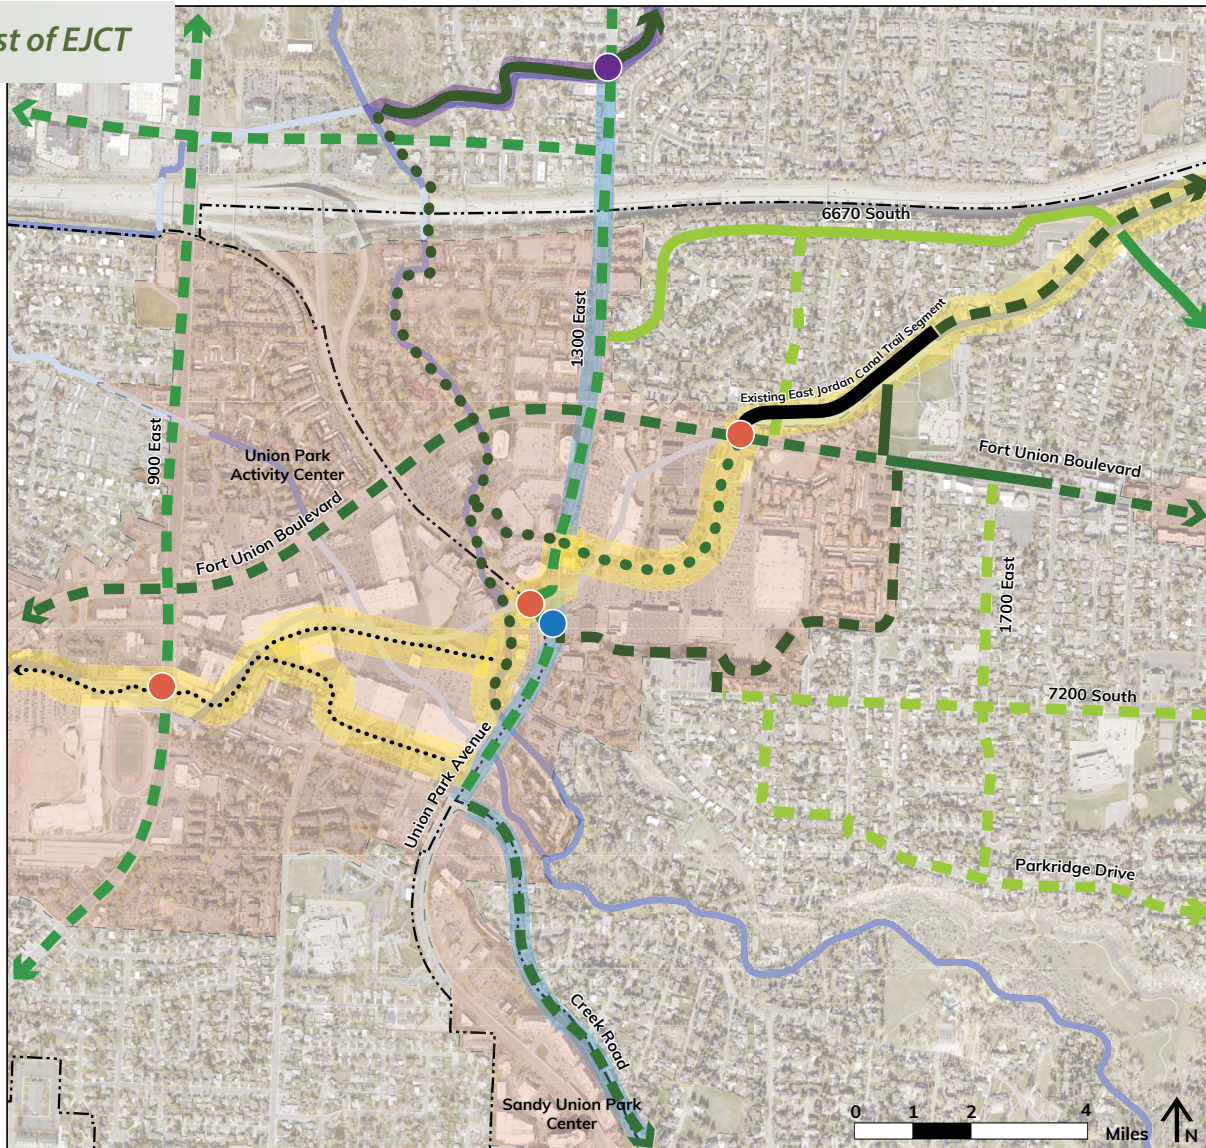 st of EJCT
6670 South
1300 East
Existing East Jordan Canal Trail Segment
900 East
Union Park
Activity Center
Fort Union Boulevard
Fort Union Boulevard
1700 East
7200 South
Union Park Avenue
Parkridge Drive
Creek Road
Sandy Union Park
Center
0 1 2 4
Miles
N